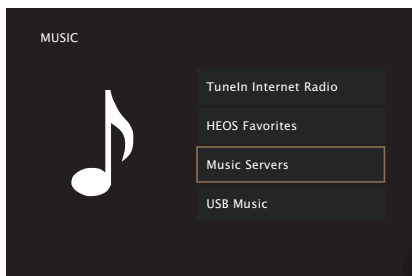 MUSIC
TuneIn Internet Radio
HEOS Favorites
Music Servers
USB Music